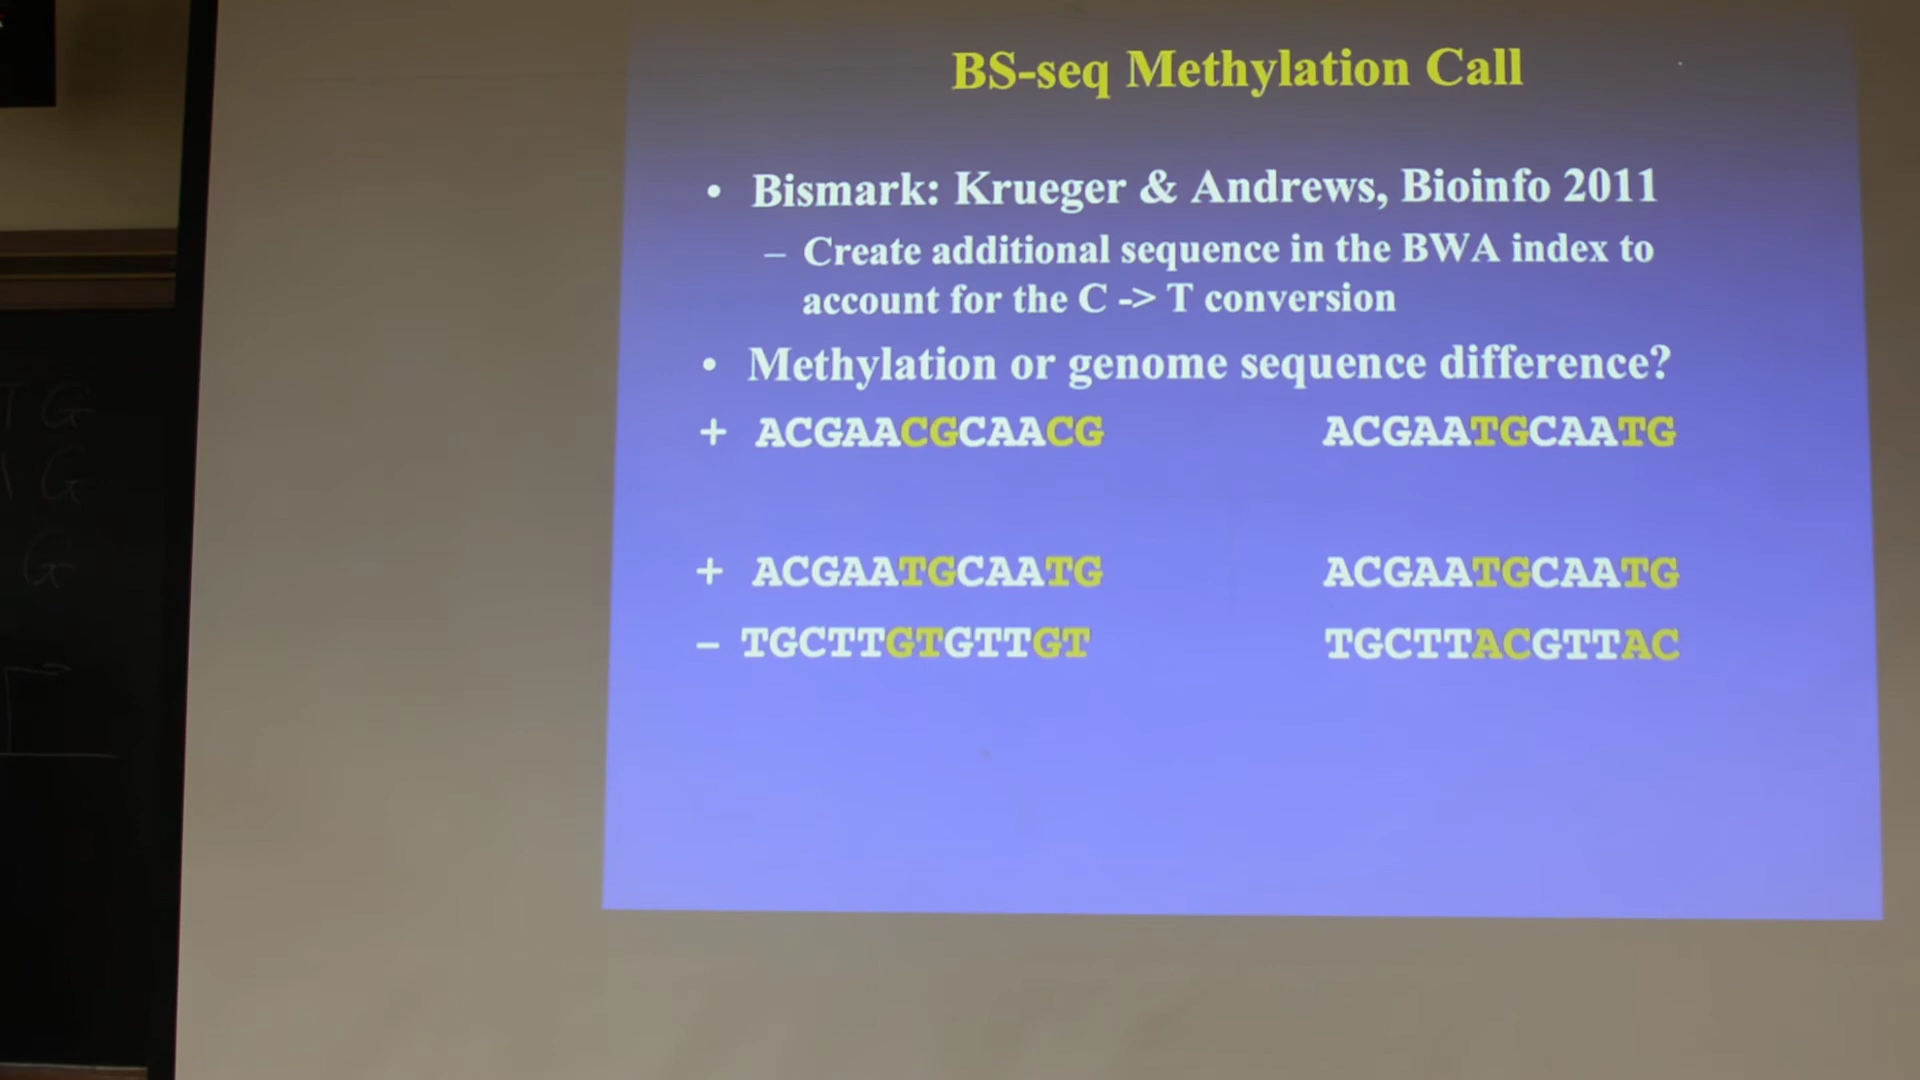 BS-seq Methylation Call
• Bismark: Krueger & Andrews, Bioinfo 2011
– Create additional sequence in the BWA index to
account for the C -> T conversion
• Methylation or genome sequence difference?
+ ACGAACGCAACG ACGAATGCAATG
+ ACGAATGCAATG ACGAATGCAATG
– TGCTTGTGTTGT TGCTTACGTTAC
G
G
G